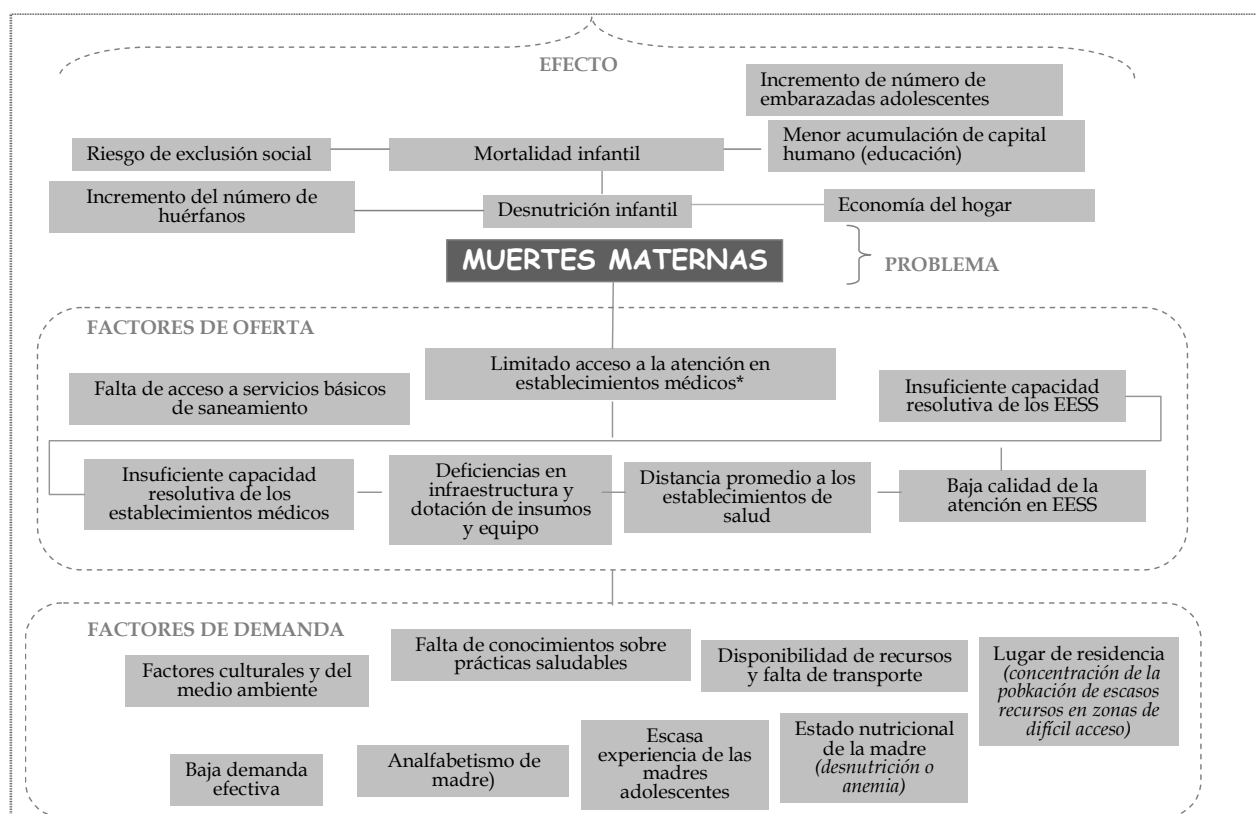 EFECTO
Incremento de número de
embarazadas adolescentes
Riesgo de exclusión social
Mortalidad infantil
Menor acumulación de capital
humano (educación)
Incremento del número de
huérfanos
Desnutrición infantil
Economía del hogar
MUERTES MATERNAS
PROBLEMA
FACTORES DE OFERTA
Limitado acceso a la atención en
establecimientos médicos*
Falta de acceso a servicios básicos
de saneamiento
Insuficiente capacidad
resolutiva de los EESS
Insuficiente capacidad
resolutiva de los
establecimientos médicos
Deficiencias en
infraestructura y
dotación de insumos
y equipo
Distancia promedio a los
establecimientos de
salud
Baja calidad de la
atención en EESS
FACTORES DE DEMANDA
Factores culturales y del
medio ambiente
Falta de conocimientos sobre
prácticas saludables
Disponibilidad de recursos
y falta de transporte
Lugar de residencia
(concentración de la
pobkación de escasos
recursos en zonas de
difícil acceso)
Baja demanda
efectiva
Analfabetismo de
madre)
Escasa
experiencia de las
madres
adolescentes
Estado nutricional
de la madre
(desnutrición o
anemia)